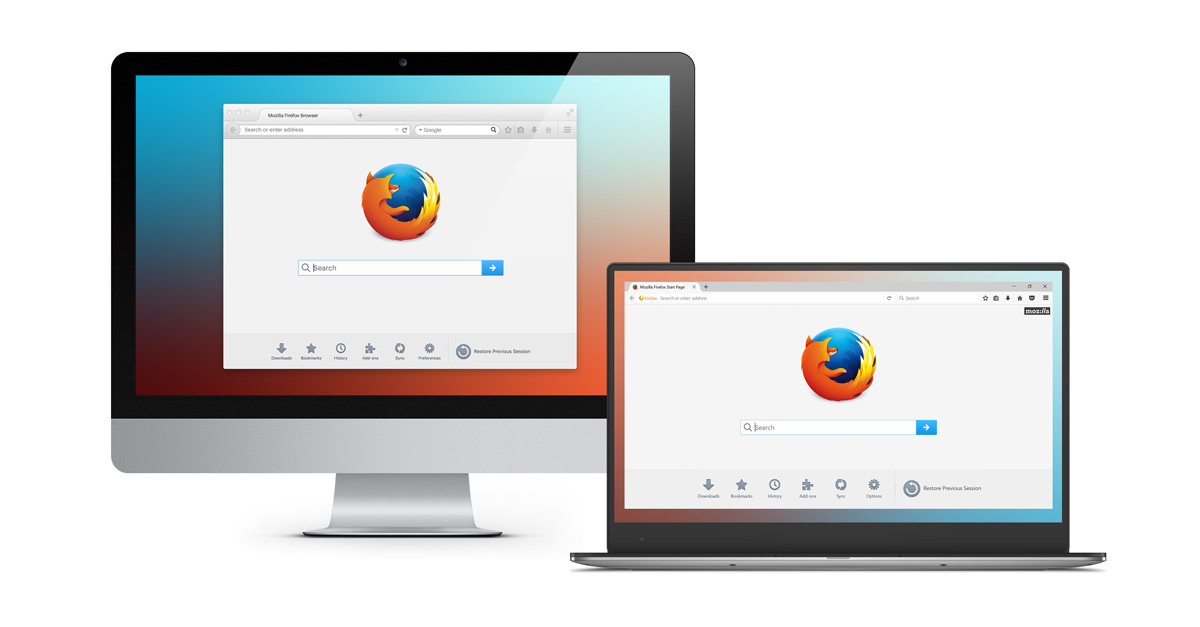 Mozilla Firefox Browser
Search or enter address
Google
Search
Downloads
Bookmarks
History
Add-ons
Sync
Preferences
Restore Previous Session
Mozilla Firefox Start Page
Firefox
Search or enter address
Search
moz://a
Search
Downloads
Bookmarks
History
Add-ons
Sync
Options
Restore Previous Session